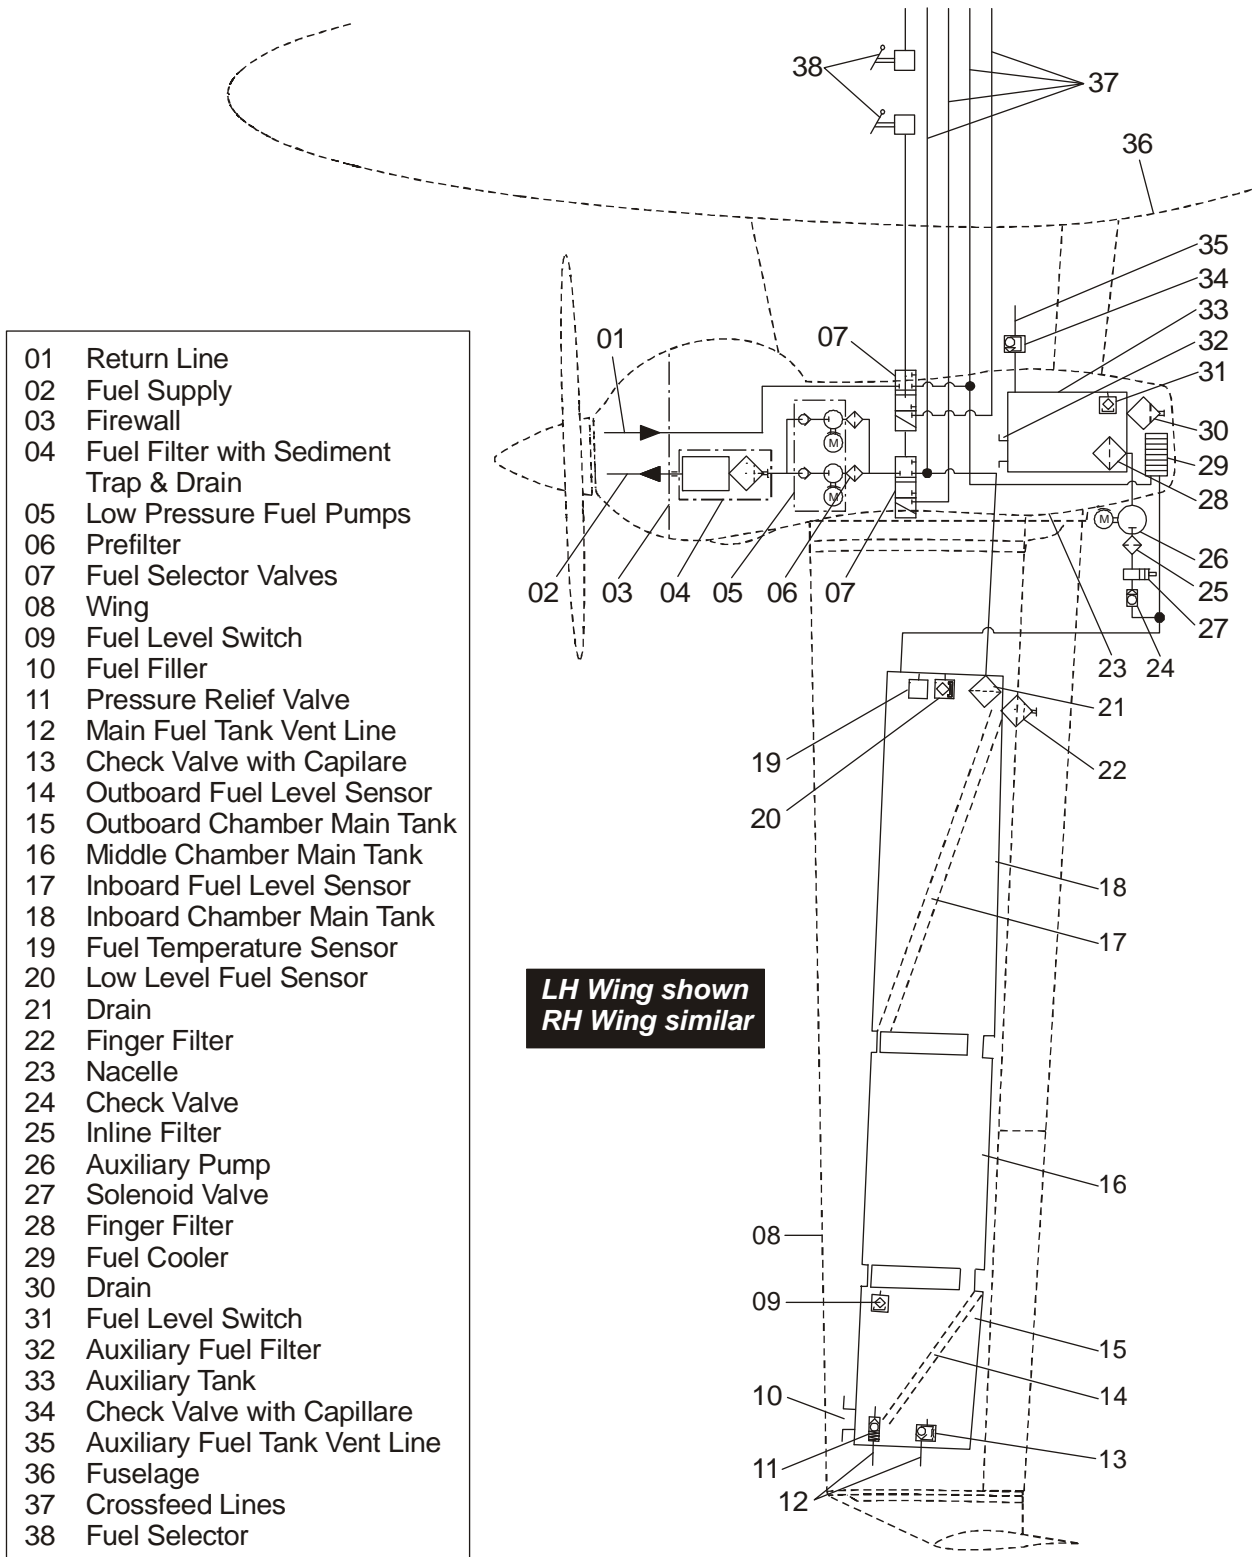 38
37
36
35
34
33
32
31
30
29
28
26
25
27
24
23
01
07
02 03 04 05 06 07
M
M
M
01 Return Line
02 Fuel Supply
03 Firewall
04 Fuel Filter with Sediment
Trap & Drain
05 Low Pressure Fuel Pumps
06 Prefilter
07 Fuel Selector Valves
08 Wing
09 Fuel Level Switch
10 Fuel Filler
11 Pressure Relief Valve
12 Main Fuel Tank Vent Line
13 Check Valve with Capilare
14 Outboard Fuel Level Sensor
15 Outboard Chamber Main Tank
16 Middle Chamber Main Tank
17 Inboard Fuel Level Sensor
18 Inboard Chamber Main Tank
19 Fuel Temperature Sensor
20 Low Level Fuel Sensor
21 Drain
22 Finger Filter
23 Nacelle
24 Check Valve
25 Inline Filter
26 Auxiliary Pump
27 Solenoid Valve
28 Finger Filter
29 Fuel Cooler
30 Drain
31 Fuel Level Switch
32 Auxiliary Fuel Filter
33 Auxiliary Tank
34 Check Valve with Capillare
35 Auxiliary Fuel Tank Vent Line
36 Fuselage
37 Crossfeed Lines
38 Fuel Selector
LH Wing shown
RH Wing similar
19
20
21
22
18
17
16
08
09
15
14
10
11
13
12